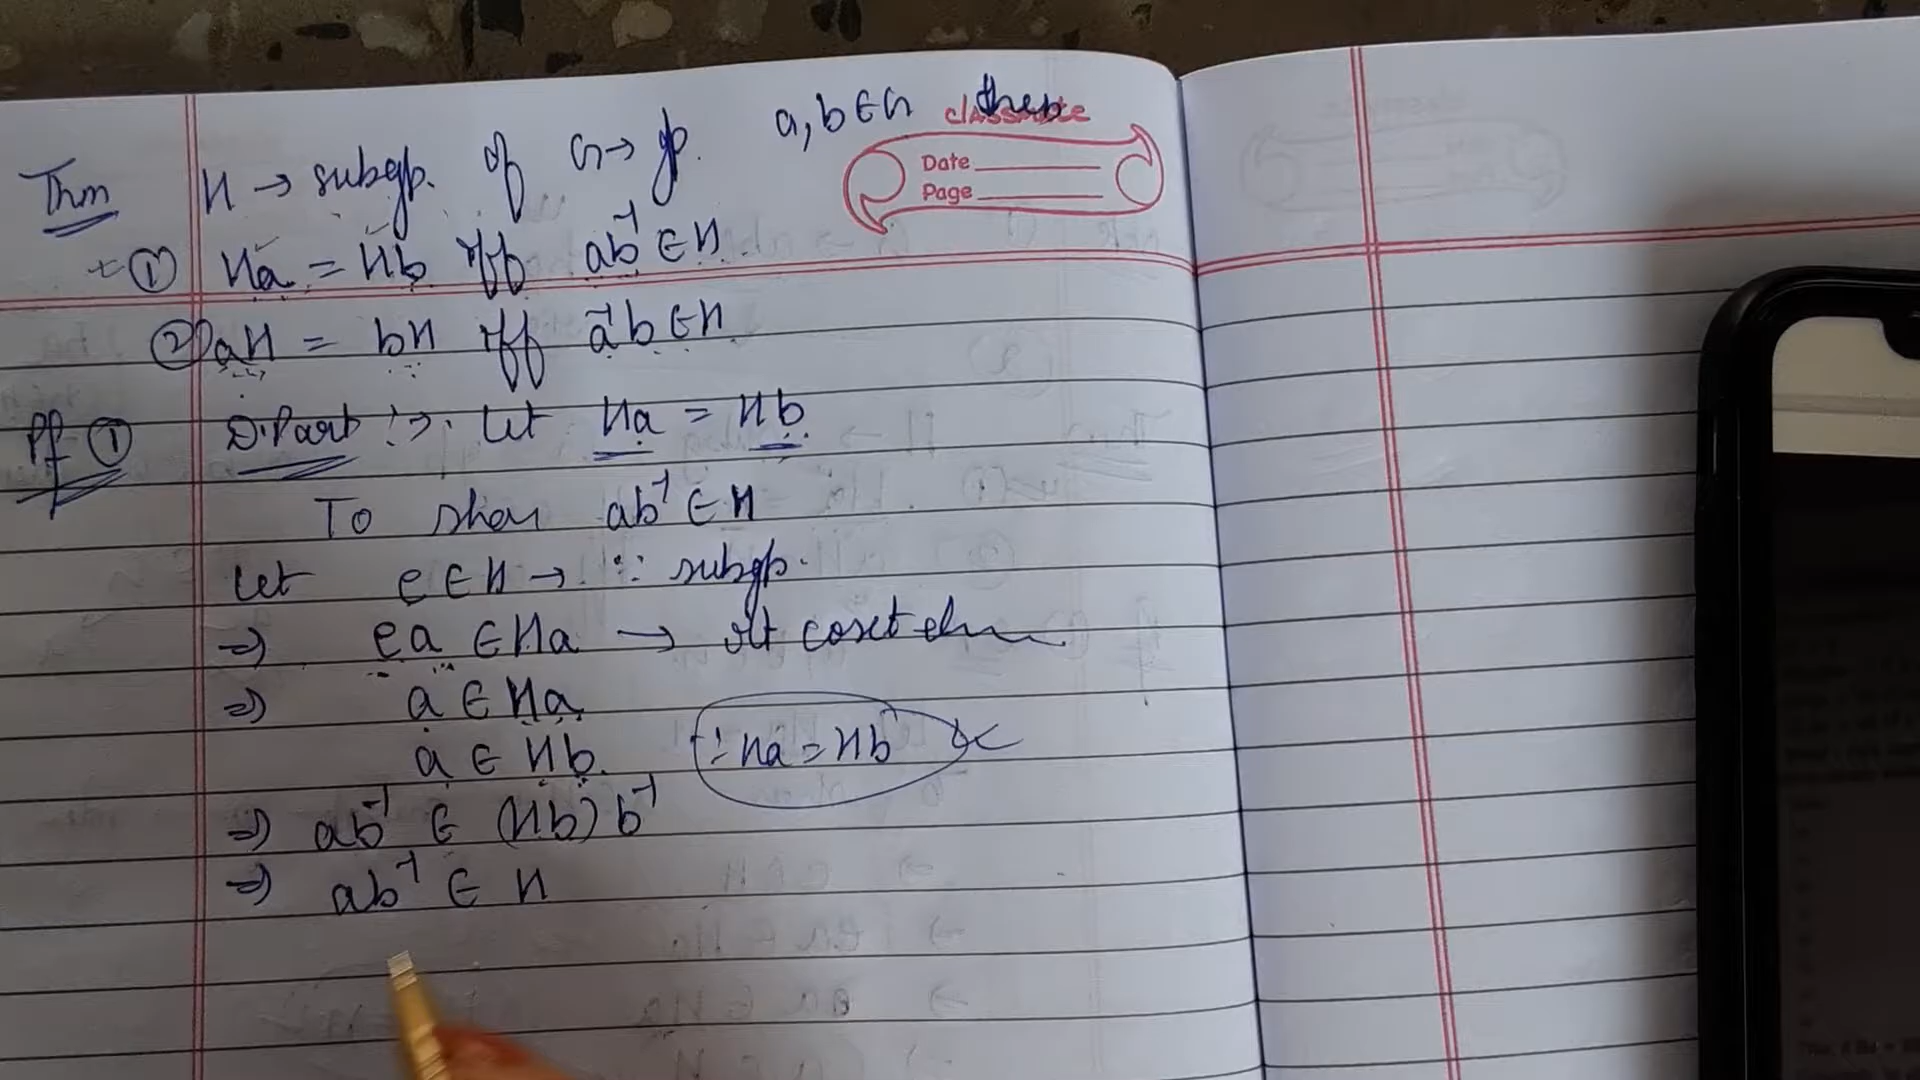 Thm H → subgp. of G → gp. a, b ∈ G then
classmate
Date
Page
① Ha = Hb iff ab⁻¹ ∈ H
② aH = bH iff a⁻¹b ∈ H
Pf ① D.Part :→. Let Ha = Hb.
To show ab⁻¹ ∈ H
Let e ∈ H → ∵ subgp.
⇒ ea ∈ Ha → rt coset elm
⇒ a ∈ Ha
a ∈ Hb. ∵ Ha = Hb
⇒ ab⁻¹ ∈ (Hb)b⁻¹
⇒ ab⁻¹ ∈ H